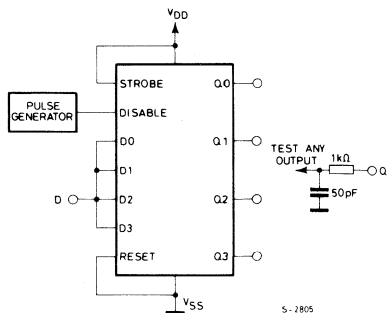 VDD
STROBE
PULSE
GENERATOR
DISABLE
D0
D1
D
D2
D3
RESET
VSS
Q0
Q1
Q2
Q3
TEST ANY
OUTPUT
1kΩ
Q
50pF
S-2805